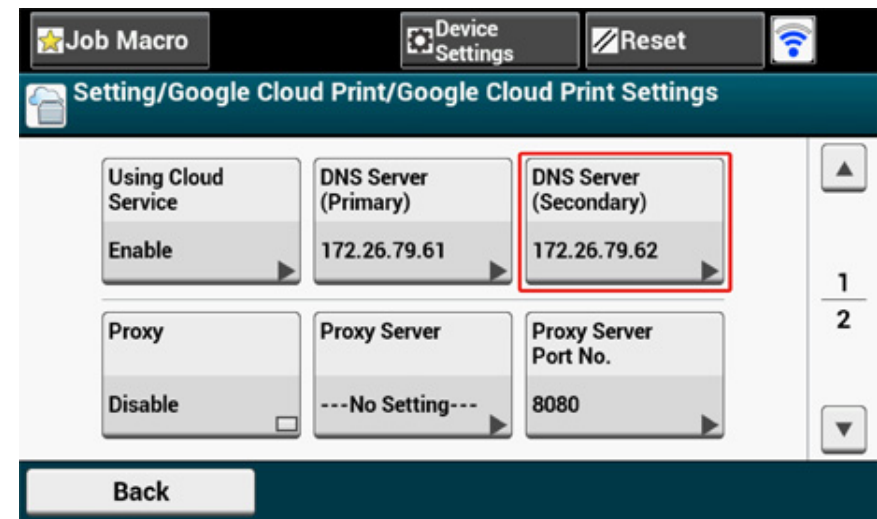 Job Macro
Device
Settings
Reset
Setting/Google Cloud Print/Google Cloud Print Settings
Using Cloud
Service
Enable
DNS Server
(Primary)
172.26.79.61
DNS Server
(Secondary)
172.26.79.62
1
2
Proxy
Disable
Proxy Server
---No Setting---
Proxy Server
Port No.
8080
Back